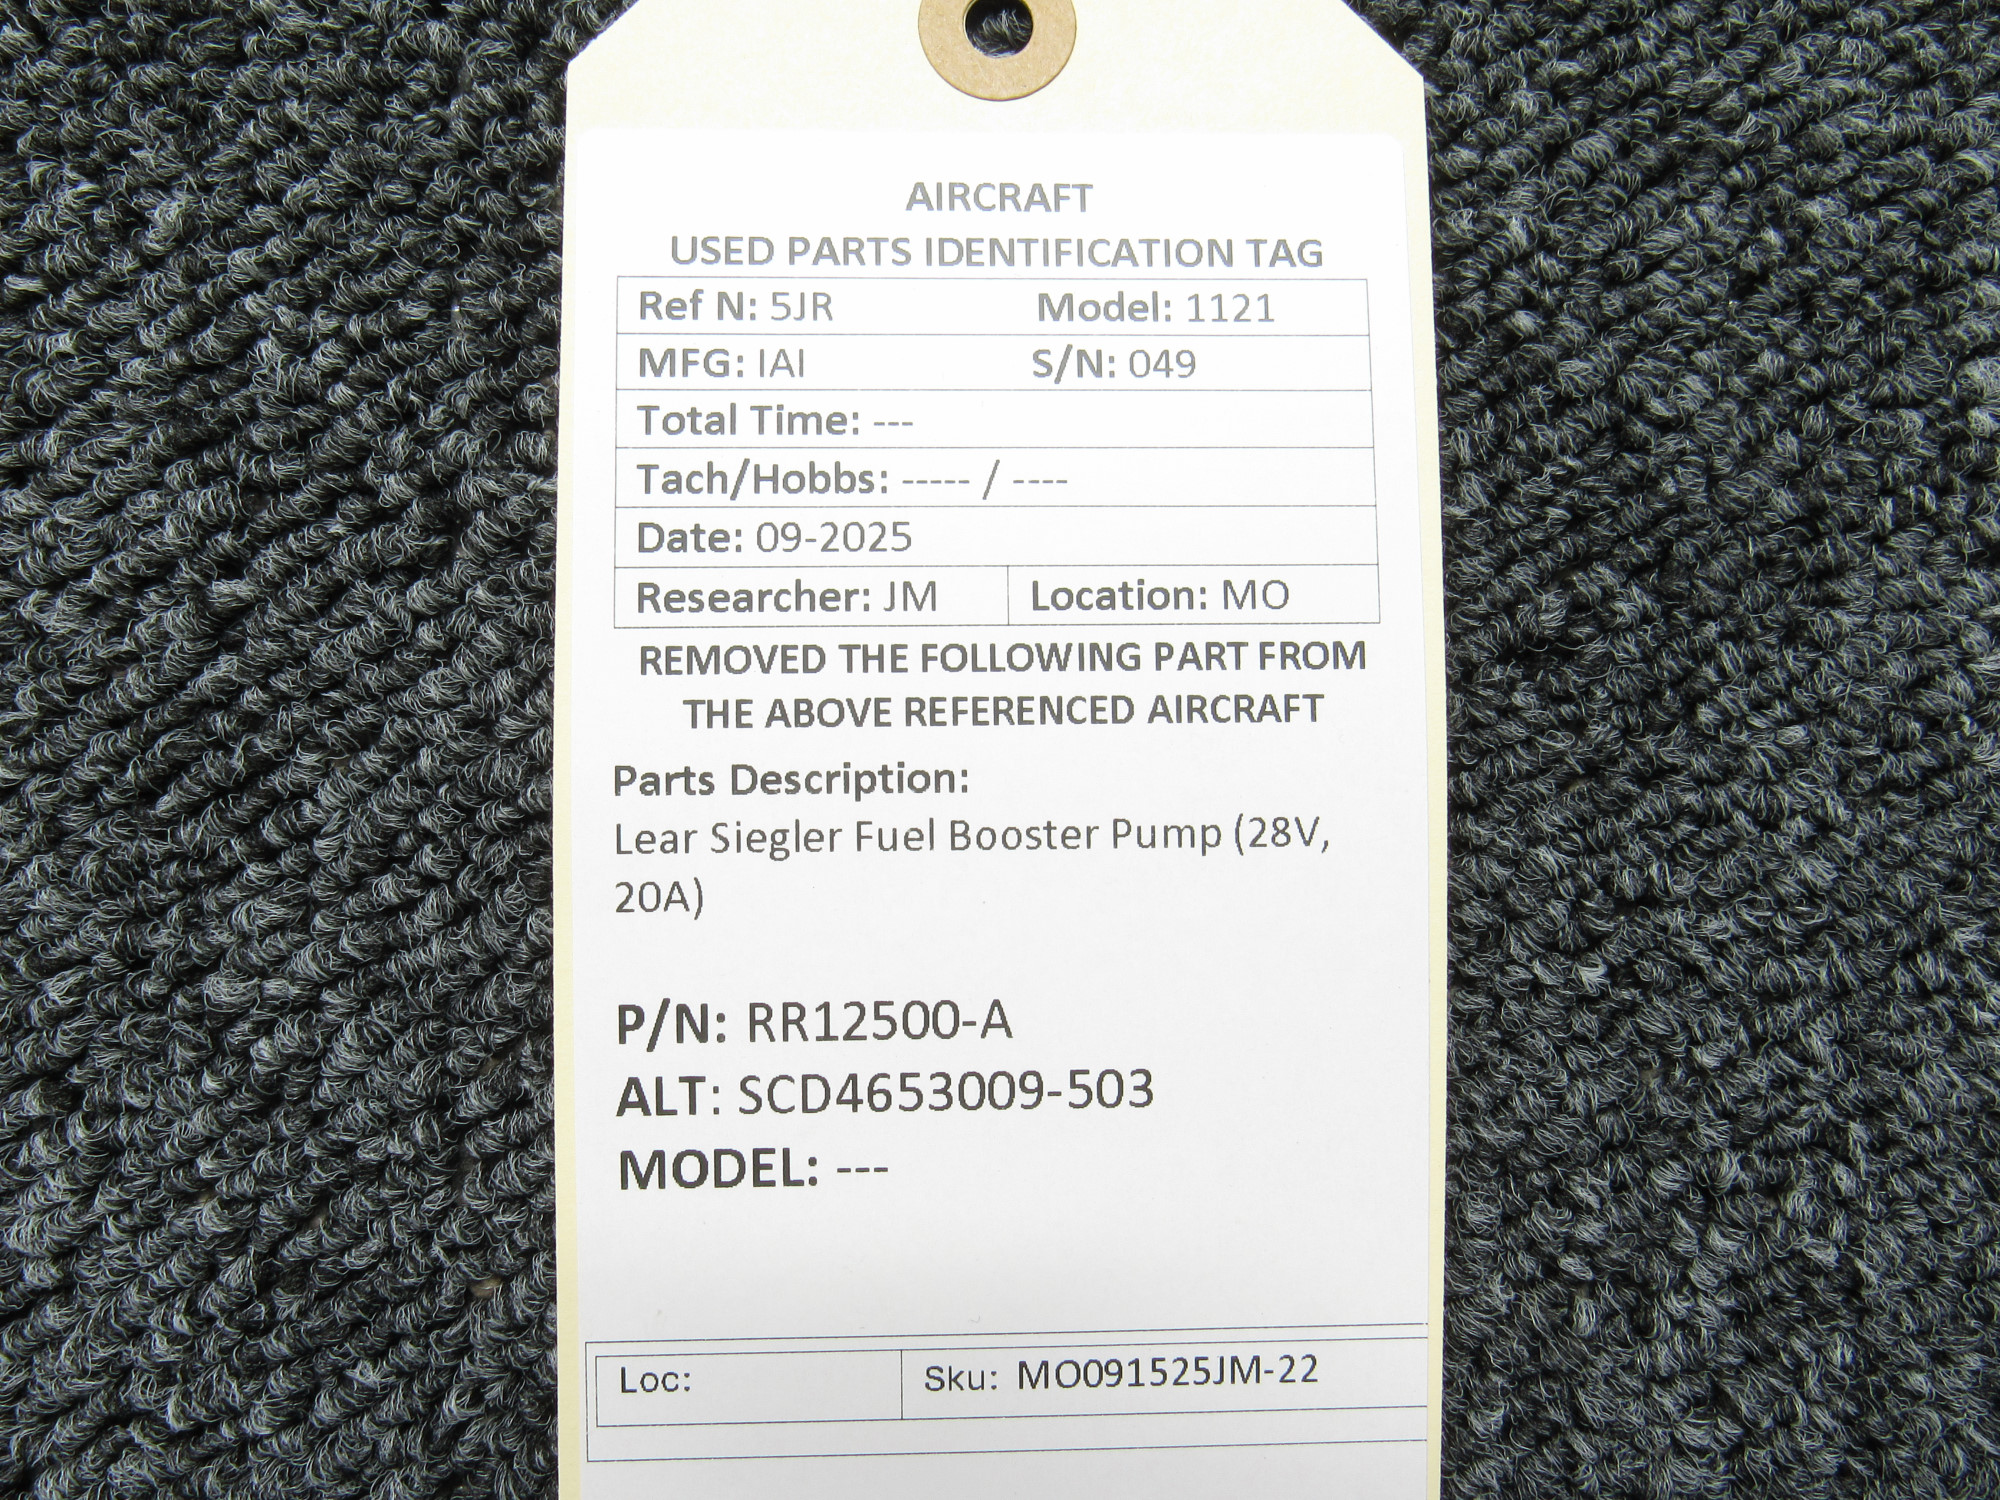 AIRCRAFT
USED PARTS IDENTIFICATION TAG
Ref N: 5JR Model: 1121
MFG: IAI S/N: 049
Total Time: ---
Tach/Hobbs: ----- / ----
Date: 09-2025
Researcher: JM Location: MO
REMOVED THE FOLLOWING PART FROM
THE ABOVE REFERENCED AIRCRAFT
Parts Description:
Lear Siegler Fuel Booster Pump (28V,
20A)
P/N: RR12500-A
ALT: SCD4653009-503
MODEL: ---
Loc: Sku: MO091525JM-22